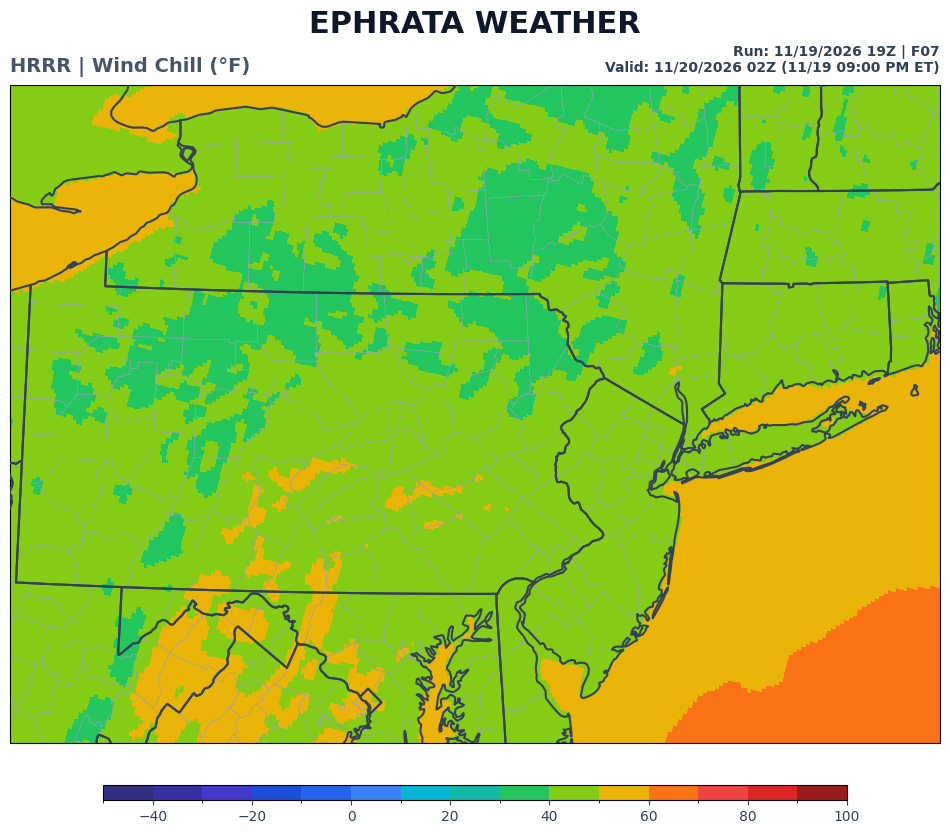 EPHRATA WEATHER
HRRR | Wind Chill (°F)
Run: 11/19/2026 19Z | F07
Valid: 11/20/2026 02Z (11/19 09:00 PM ET)
−40 −20 0 20 40 60 80 100